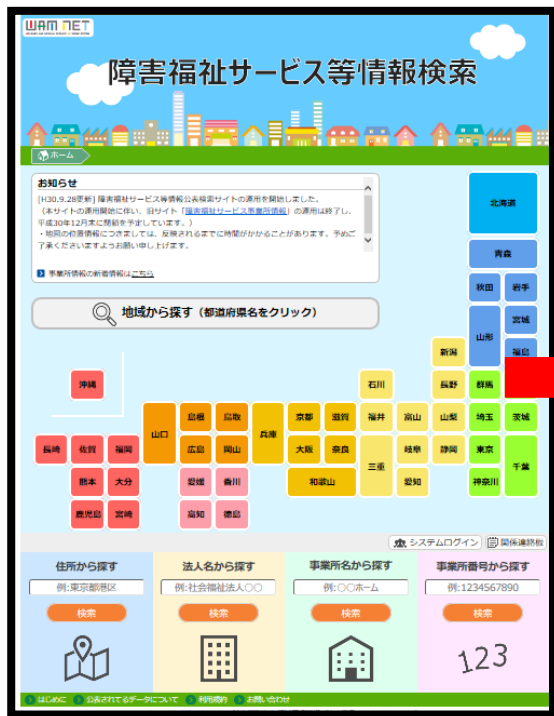 WAM NET
障害福祉サービス等情報検索
ホーム
お知らせ
[H30.9.28更新] 障害福祉サービス等情報公表検索サイトの運用を開始しました。
（本サイトの運用開始に伴い、旧サイト「障害福祉サービス事業所情報」の運用は終了し、
平成30年12月末に閉鎖を予定しています。）
・地図の位置情報につきましては、反映されるまでに時間がかかることがあります。予めご
了承くださいますようお願い申し上げます。
事業所情報の新着情報はこちら
地域から探す（都道府県名をクリック）
北海道
青森
秋田 岩手
山形 宮城
新潟 福島
沖縄 石川 長野 群馬
山口 島根 鳥取 兵庫 京都 滋賀 福井 富山 山梨 埼玉 茨城
長崎 佐賀 福岡 広島 岡山 大阪 奈良 三重 岐阜 静岡 東京 千葉
熊本 大分 愛媛 香川 和歌山 愛知 神奈川
鹿児島 宮崎 高知 徳島
システムログイン 関係連絡板
住所から探す 法人名から探す 事業所名から探す 事業所番号から探す
例:東京都港区 例:社会福祉法人〇〇 例:〇〇ホーム 例:1234567890
検索 検索 検索 検索
123
はじめに 公表されてるデータについて 利用規約 お問い合わせ